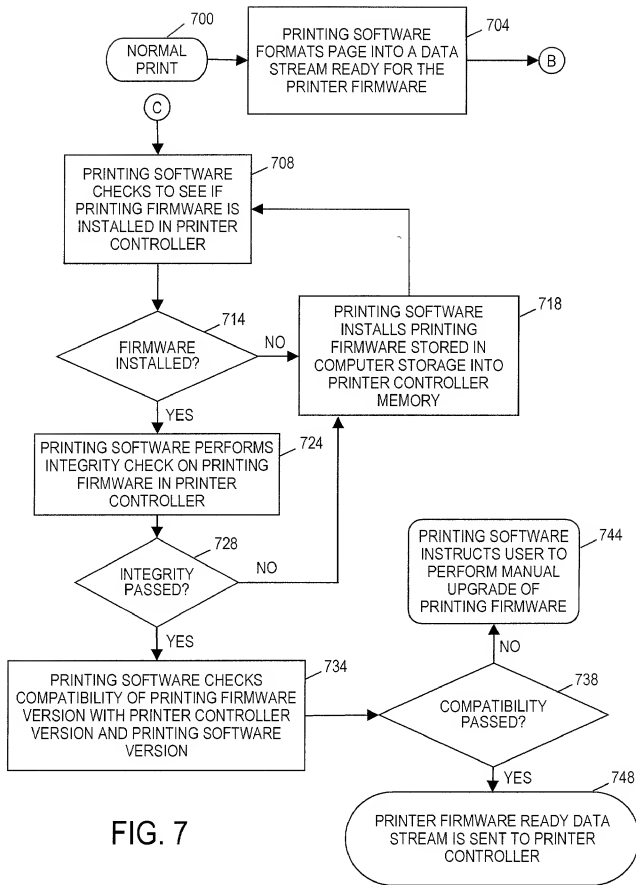 700
NORMAL
PRINT
704
PRINTING SOFTWARE
FORMATS PAGE INTO A DATA
STREAM READY FOR THE
PRINTER FIRMWARE
B
C
708
PRINTING SOFTWARE
CHECKS TO SEE IF
PRINTING FIRMWARE IS
INSTALLED IN PRINTER
CONTROLLER
714
FIRMWARE
INSTALLED?
NO
YES
718
PRINTING SOFTWARE
INSTALLS PRINTING
FIRMWARE STORED IN
COMPUTER STORAGE INTO
PRINTER CONTROLLER
MEMORY
724
PRINTING SOFTWARE PERFORMS
INTEGRITY CHECK ON PRINTING
FIRMWARE IN PRINTER
CONTROLLER
728
INTEGRITY
PASSED?
NO
YES
734
PRINTING SOFTWARE CHECKS
COMPATIBILITY OF PRINTING FIRMWARE
VERSION WITH PRINTER CONTROLLER
VERSION AND PRINTING SOFTWARE
VERSION
738
COMPATIBILITY
PASSED?
NO
YES
744
PRINTING SOFTWARE
INSTRUCTS USER TO
PERFORM MANUAL
UPGRADE OF
PRINTING FIRMWARE
748
PRINTER FIRMWARE READY DATA
STREAM IS SENT TO PRINTER
CONTROLLER
FIG. 7